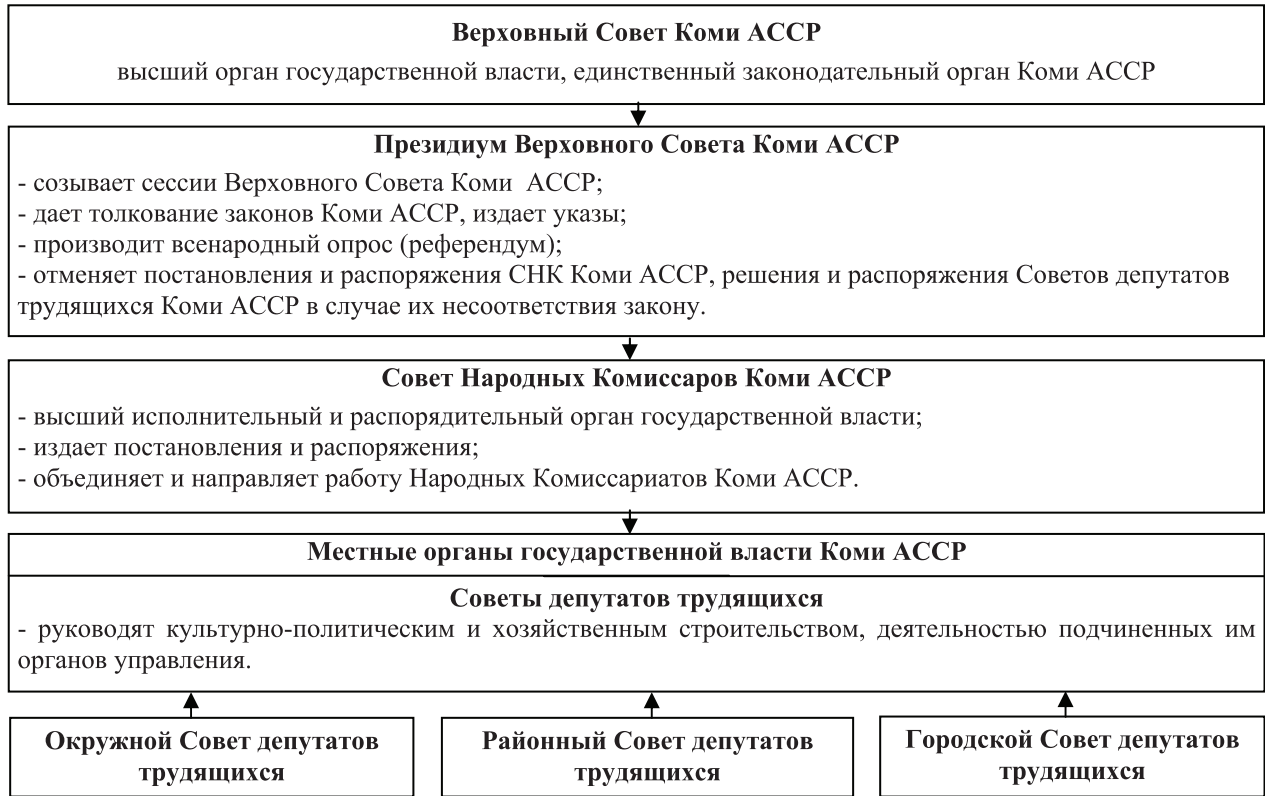 Верховный Совет Коми АССР
высший орган государственной власти, единственный законодательный орган Коми АССР
Президиум Верховного Совета Коми АССР
- созывает сессии Верховного Совета Коми АССР;
- дает толкование законов Коми АССР, издает указы;
- производит всенародный опрос (референдум);
- отменяет постановления и распоряжения СНК Коми АССР, решения и распоряжения Советов депутатов
трудящихся Коми АССР в случае их несоответствия закону.
Совет Народных Комиссаров Коми АССР
- высший исполнительный и распорядительный орган государственной власти;
- издает постановления и распоряжения;
- объединяет и направляет работу Народных Комиссариатов Коми АССР.
Местные органы государственной власти Коми АССР
Советы депутатов трудящихся
- руководят культурно-политическим и хозяйственным строительством, деятельностью подчиненных им
органов управления.
Окружной Совет депутатов
трудящихся
Районный Совет депутатов
трудящихся
Городской Совет депутатов
трудящихся